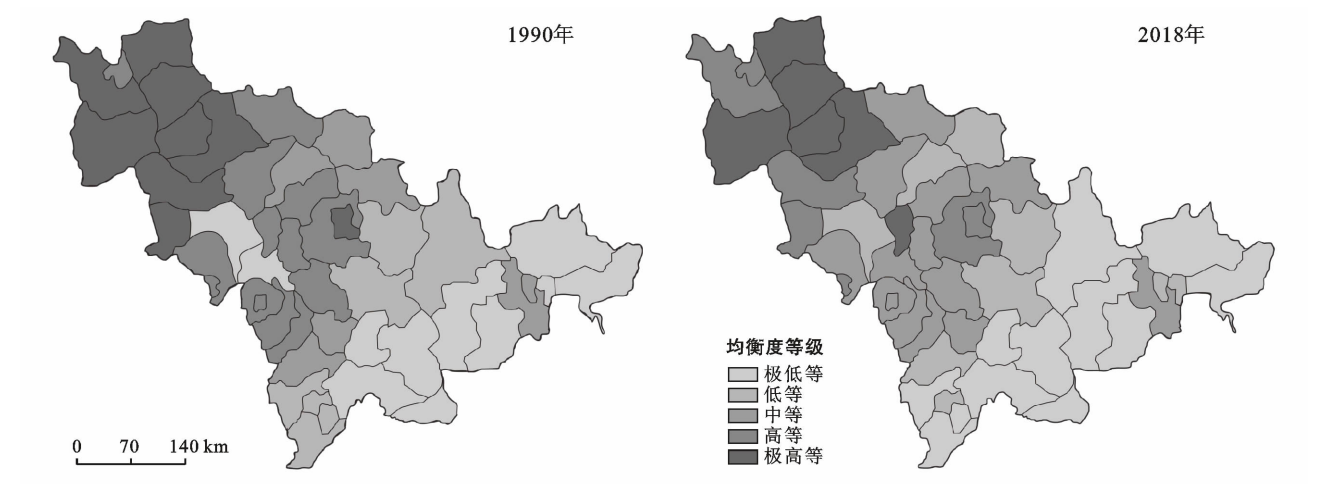 1990年
2018年
均衡度等级
极低等
低等
中等
高等
极高等
0 70 140 km